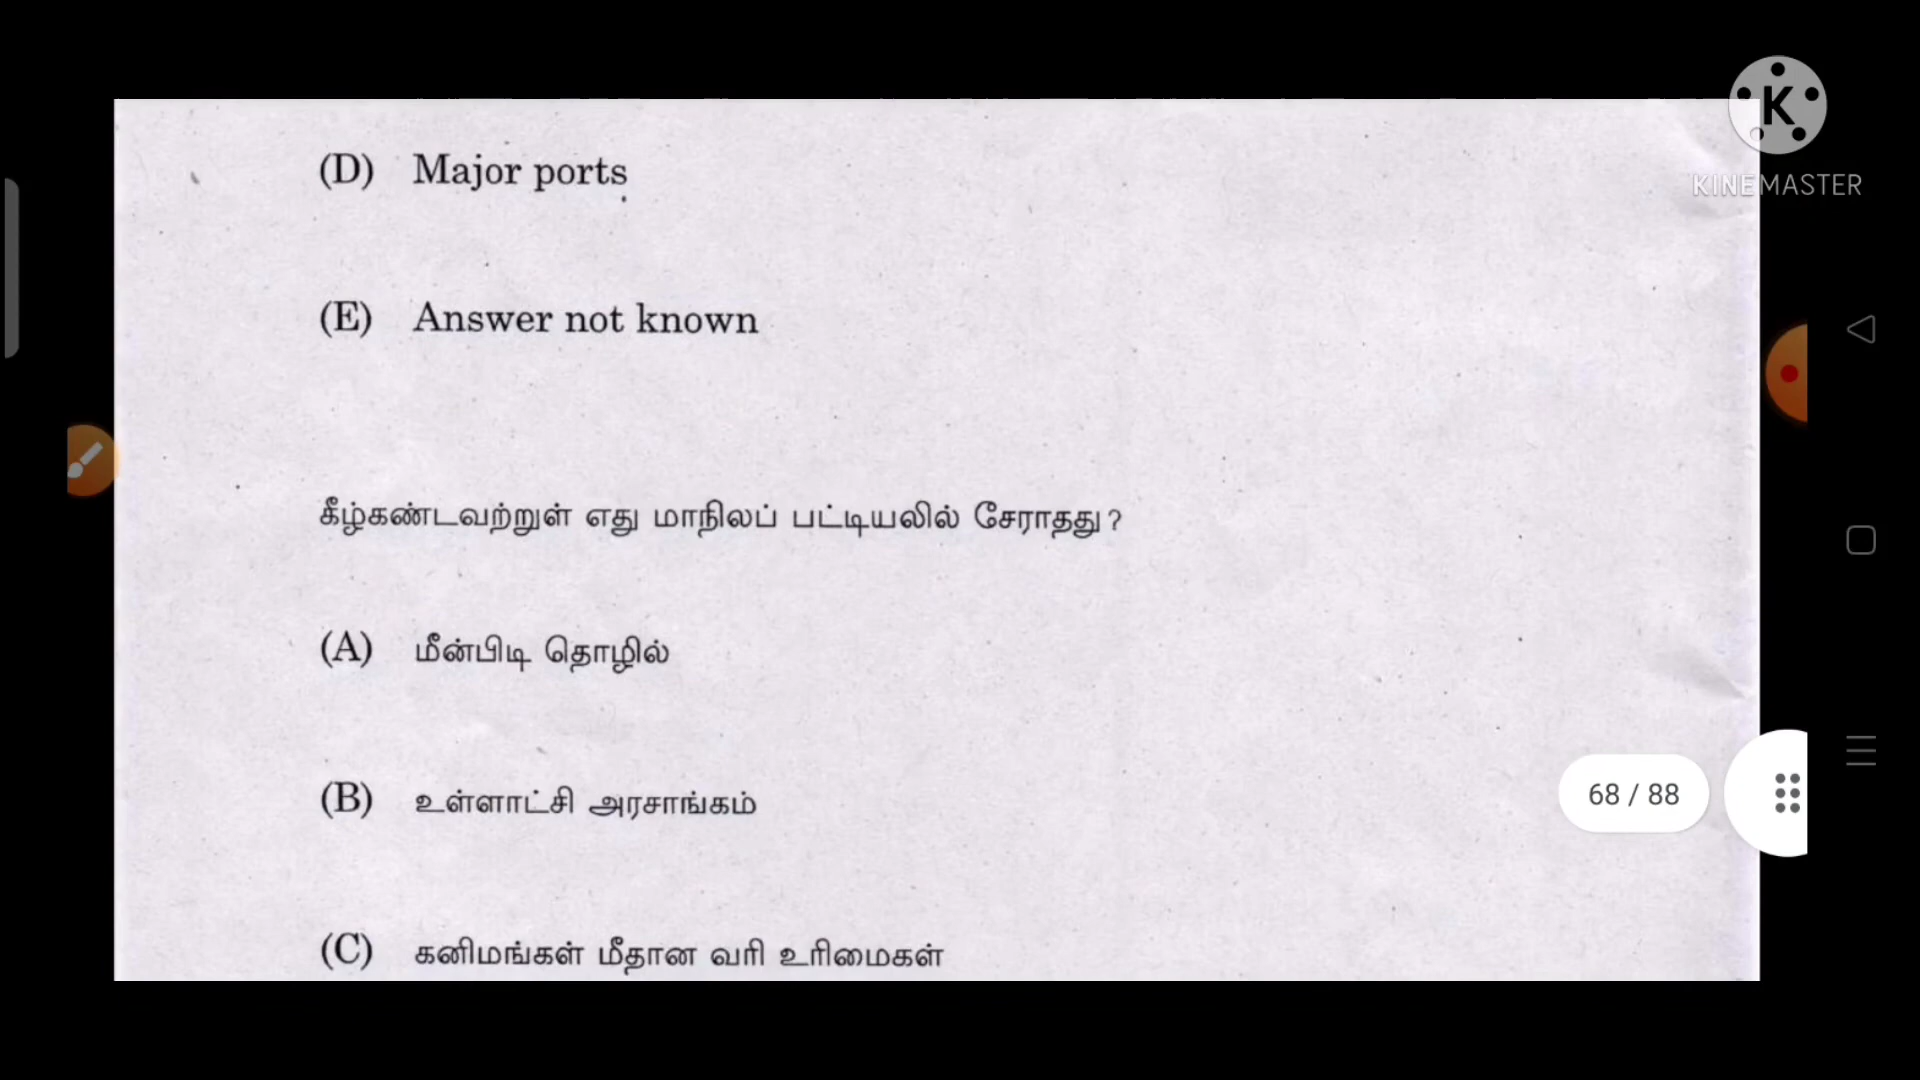 (D) Major ports
(E) Answer not known
கீழ்கண்டவற்றுள் எது மாநிலப் பட்டியலில் சேராதது?
(A) மீன்பிடி தொழில்
(B) உள்ளாட்சி அரசாங்கம்
(C) கனிமங்கள் மீதான வரி உரிமைகள்
68 / 88
K
KINEMASTER